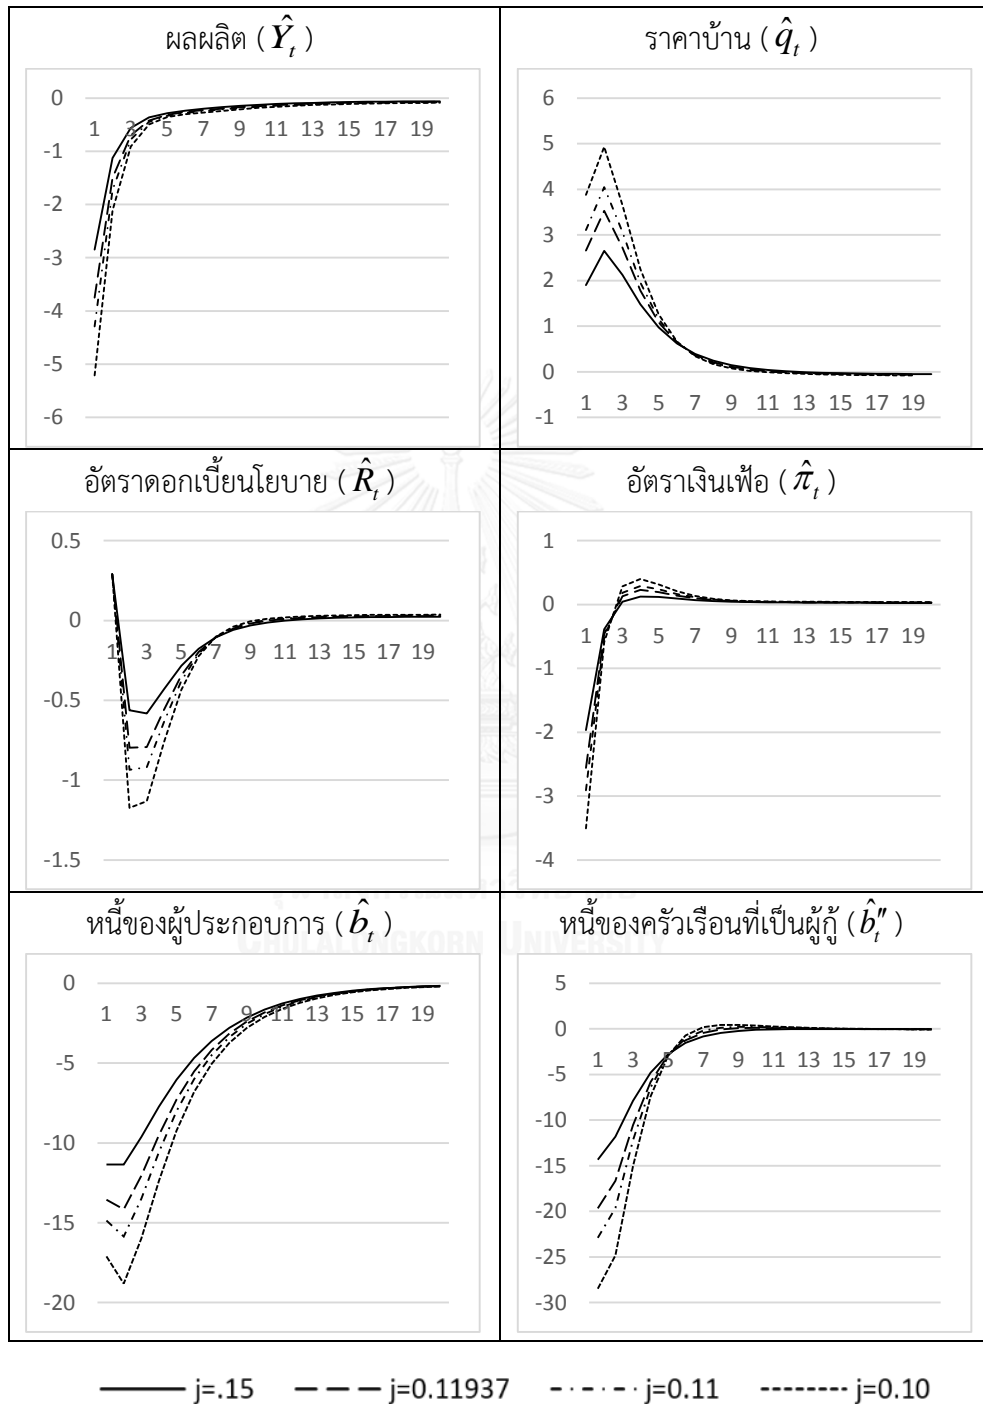 ผลผลิต ( Ŷt )
ราคาบ้าน ( q̂t )
0
-1
-2
-3
-4
-5
-6
1 3 5 7 9 11 13 15 17 19
6
5
4
3
2
1
0
-1
1 3 5 7 9 11 13 15 17 19
อัตราดอกเบี้ยนโยบาย ( R̂t )
อัตราเงินเฟ้อ ( π̂t )
0.5
0
-0.5
-1
-1.5
1 3 5 7 9 11 13 15 17 19
1
0
-1
-2
-3
-4
1 3 5 7 9 11 13 15 17 19
หนี้ของผู้ประกอบการ ( b̂t )
หนี้ของครัวเรือนที่เป็นผู้กู้ ( b̂t″ )
CHULALONGKORN UNIVERSITY
0
-5
-10
-15
-20
1 3 5 7 9 11 13 15 17 19
5
0
-5
-10
-15
-20
-25
-30
1 3 5 7 9 11 13 15 17 19
j=.15 j=0.11937 j=0.11 j=0.10